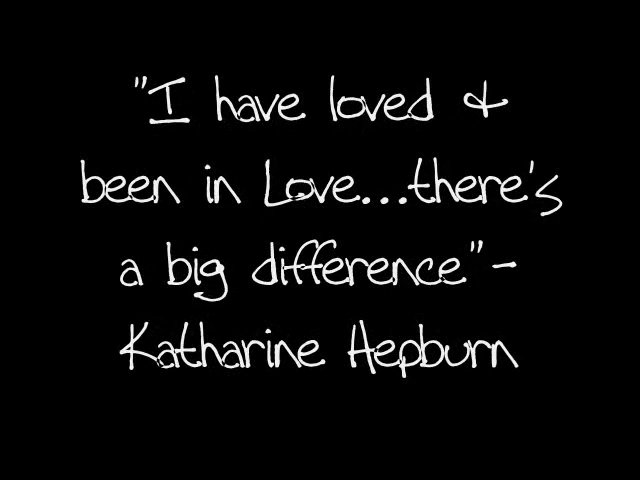 "I have loved &
been in Love...there's
a big difference"-
Katharine Hepburn